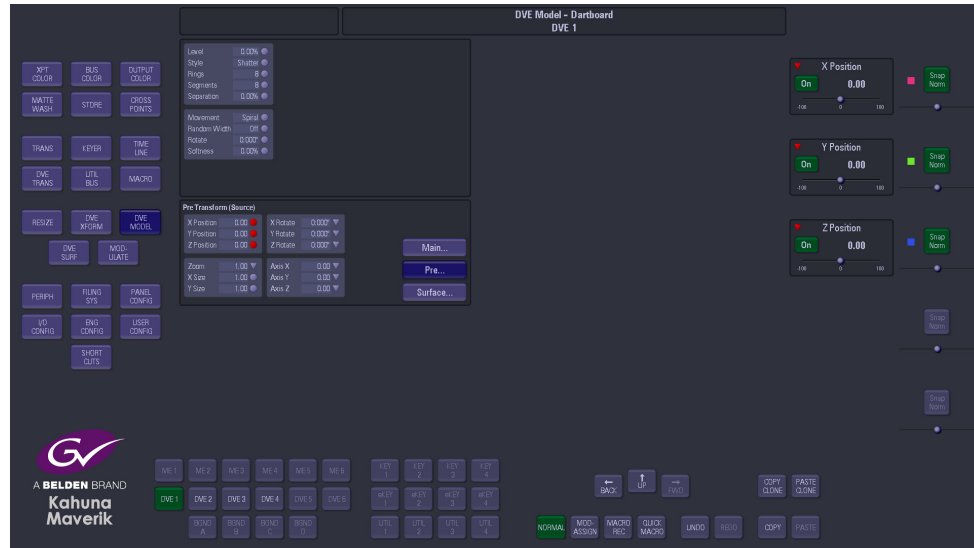 DVE Model - Dartboard
DVE 1
XPT COLOR
BUS COLOR
OUTPUT COLOR
MATTE WASH
STORE
CROSS POINTS
TRANS
KEYER
TIME LINE
DVE TRANS
UTIL BUS
MACRO
RESIZE
DVE XFORM
DVE MODEL
DVE SURF
MOD- ULATE
PERIPH
FILING SYS
PANEL CONFIG
I/O CONFIG
ENG CONFIG
USER CONFIG
SHORT CUTS
Level 0.00%
Style Shatter
Rings 8
Segments 8
Separation 0.00%
Movement Spiral
Random Width Off
Rotate 0.000°
Softness 0.00%
Pre Transform (Source)
X Position 0.00 X Rotate 0.000°
Y Position 0.00 Y Rotate 0.000°
Z Position 0.00 Z Rotate 0.000°
Zoom 1.00 Axis X 0.00
X Size 1.00 Axis Y 0.00
Y Size 1.00 Axis Z 0.00
Main...
Pre...
Surface...
X Position
On 0.00
-100 0 100
Snap Norm
Y Position
On 0.00
-100 0 100
Snap Norm
Z Position
On 0.00
-100 0 100
Snap Norm
Snap Norm
Snap Norm
GV
A BELDEN BRAND
Kahuna
Maverik
ME 1 ME 2 ME 3 ME 4 ME 5 ME 6
DVE 1 DVE 2 DVE 3 DVE 4 DVE 5 DVE 6
BGND A BGND B BGND C BGND D
KEY 1 KEY 2 KEY 3 KEY 4
eKEY 1 eKEY 2 eKEY 3 eKEY 4
UTIL 1 UTIL 2 UTIL 3 UTIL 4
BACK UP FWD
COPY CLONE PASTE CLONE
NORMAL MOD- ASSIGN MACRO REC QUICK MACRO UNDO REDO COPY PASTE